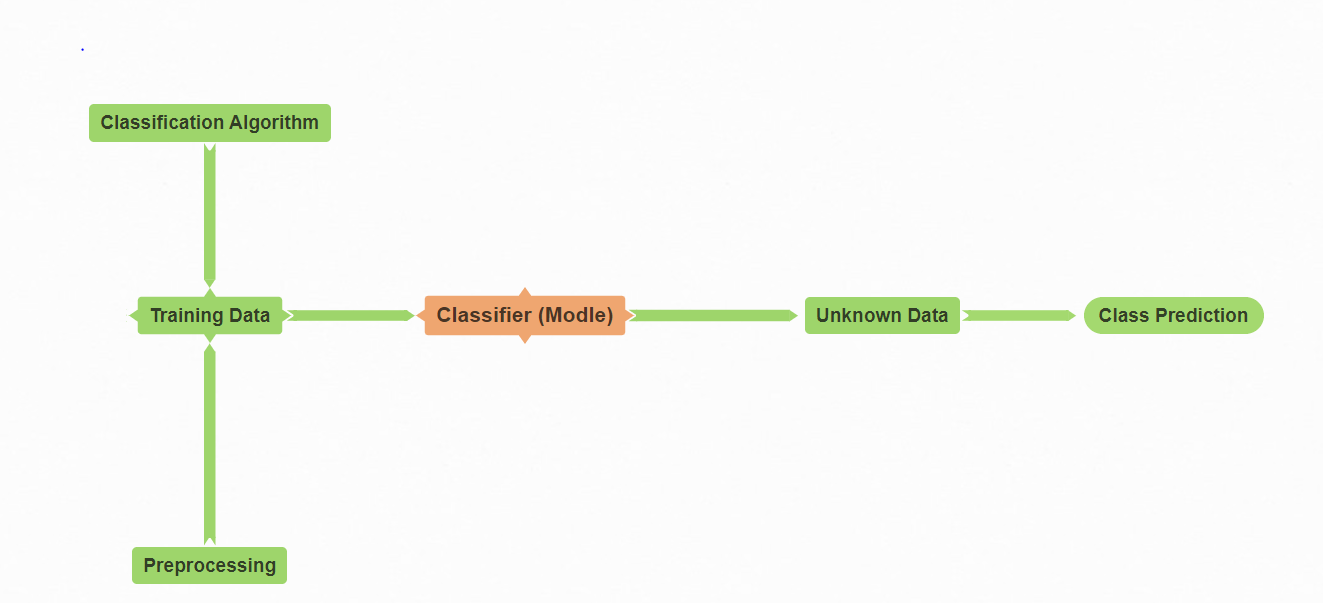 Classification Algorithm
Training Data
Classifier (Modle)
Unknown Data
Class Prediction
Preprocessing